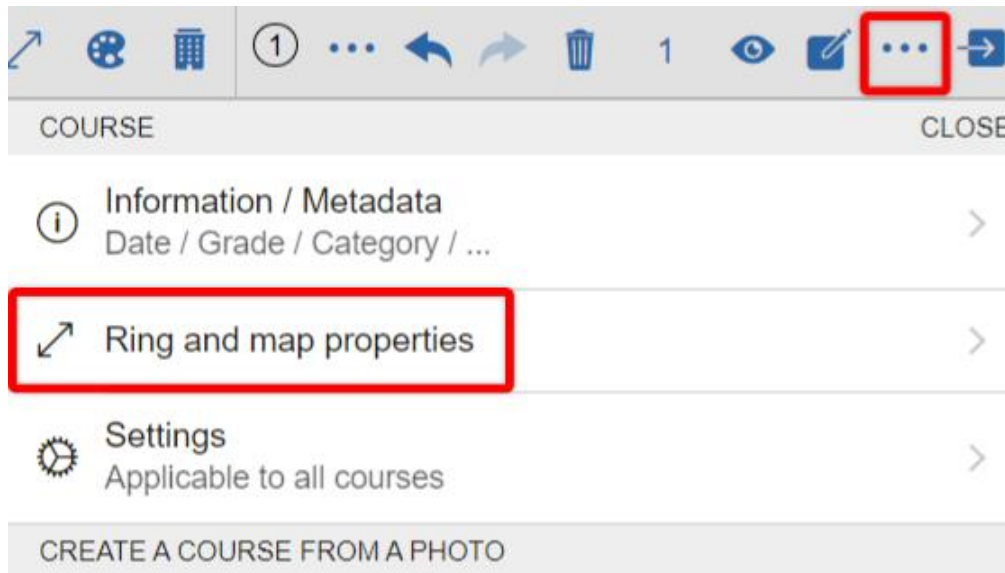 1 ... 1 ...
COURSE CLOSE
Information / Metadata
Date / Grade / Category / ...
Ring and map properties
Settings
Applicable to all courses
CREATE A COURSE FROM A PHOTO